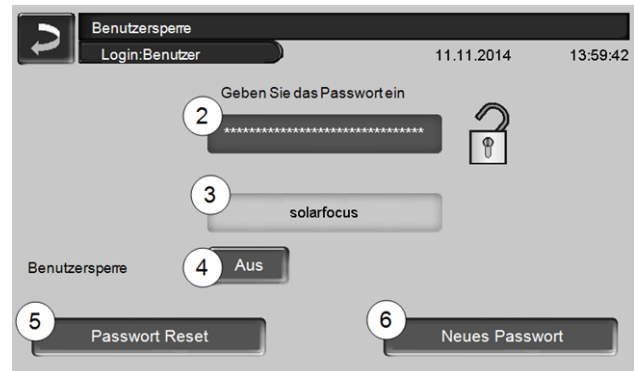 Benutzersperre
Login:Benutzer 11.11.2014 13:59:42
Geben Sie das Passwort ein
2
********************************
3
solarfocus
Benutzersperre 4 Aus
5 6
Passwort Reset Neues Passwort